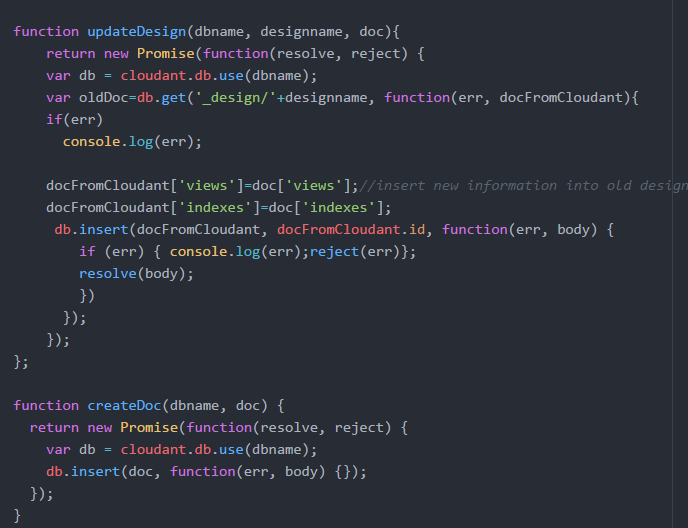 function updateDesign(dbname, designname, doc){
return new Promise(function(resolve, reject) {
var db = cloudant.db.use(dbname);
var oldDoc=db.get('_design/'+designname, function(err, docFromCloudant){
if(err)
console.log(err);
docFromCloudant['views']=doc['views'];//insert new information into old design
docFromCloudant['indexes']=doc['indexes'];
db.insert(docFromCloudant, docFromCloudant.id, function(err, body) {
if (err) { console.log(err);reject(err)};
resolve(body);
})
});
});
};
function createDoc(dbname, doc) {
return new Promise(function(resolve, reject) {
var db = cloudant.db.use(dbname);
db.insert(doc, function(err, body) {});
});
}